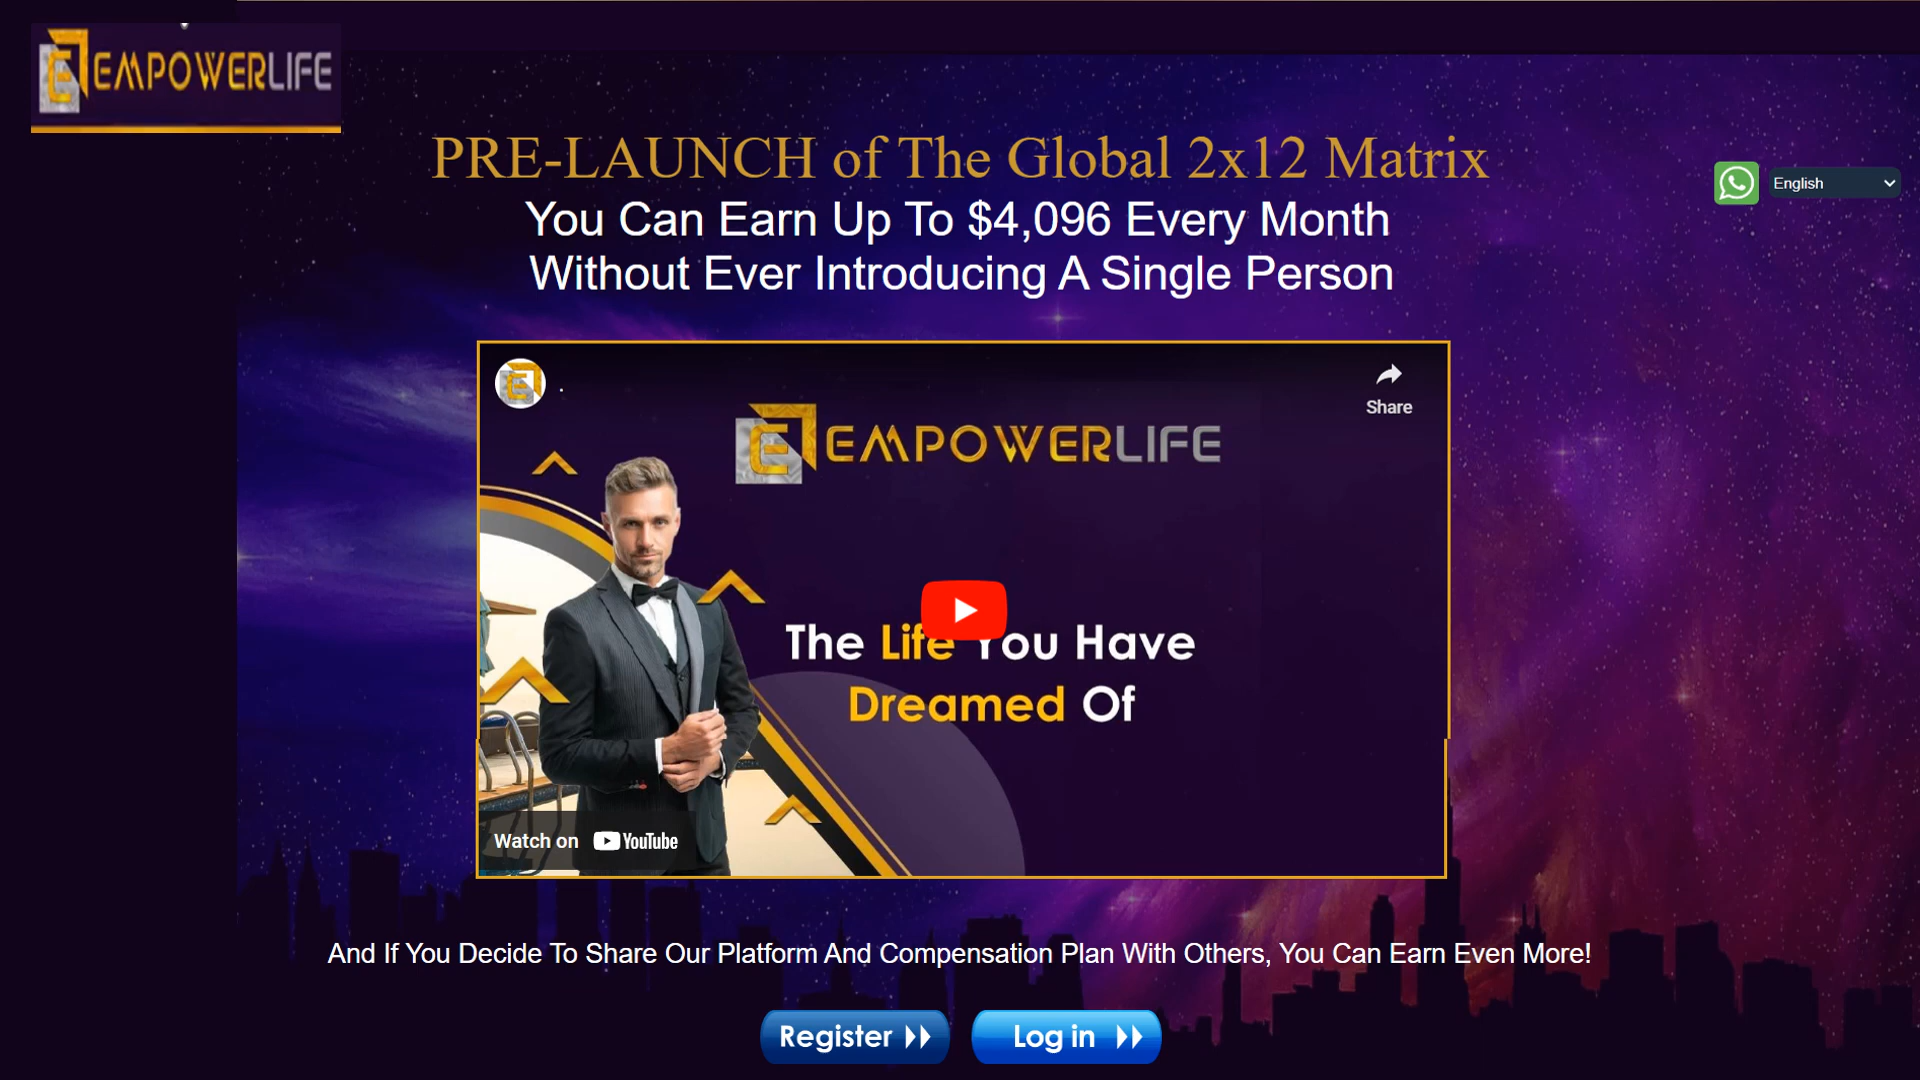 EMPOWERLIFE
PRE-LAUNCH of The Global 2x12 Matrix
You Can Earn Up To $4,096 Every Month
Without Ever Introducing A Single Person
English
.
Share
EMPOWERLIFE
The Life You Have
Dreamed Of
Watch on YouTube
And If You Decide To Share Our Platform And Compensation Plan With Others, You Can Earn Even More!
Register
Log in